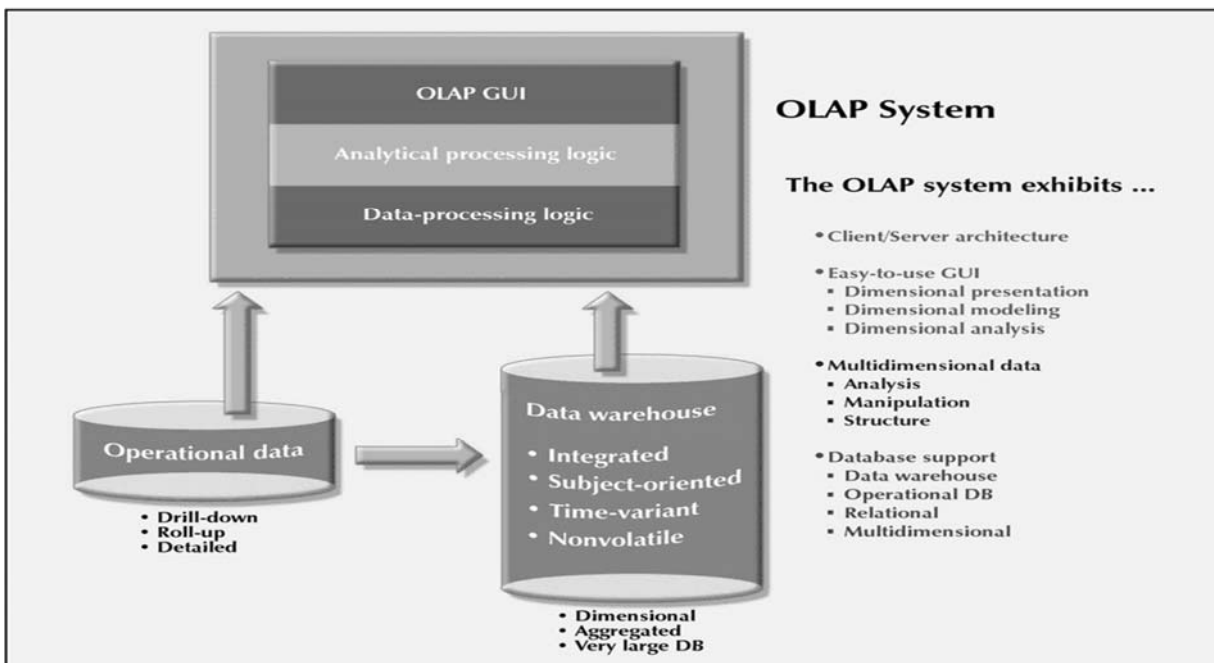 OLAP GUI
Analytical processing logic
Data-processing logic
OLAP System
The OLAP system exhibits ...
• Client/Server architecture
• Easy-to-use GUI
▪ Dimensional presentation
▪ Dimensional modeling
▪ Dimensional analysis
• Multidimensional data
▪ Analysis
▪ Manipulation
▪ Structure
• Database support
▪ Data warehouse
▪ Operational DB
▪ Relational
▪ Multidimensional
Operational data
• Drill-down
• Roll-up
• Detailed
Data warehouse
• Integrated
• Subject-oriented
• Time-variant
• Nonvolatile
• Dimensional
• Aggregated
• Very large DB